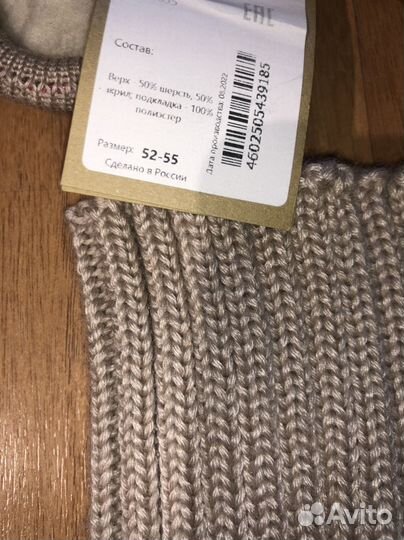 EAC
Состав:
Верх - 50% шерсть, 50%
акрил; подкладка - 100%
полиэстер
Размер: 52-55
Сделано в России
Дата производства: 08.2022
4602505439185
Avito